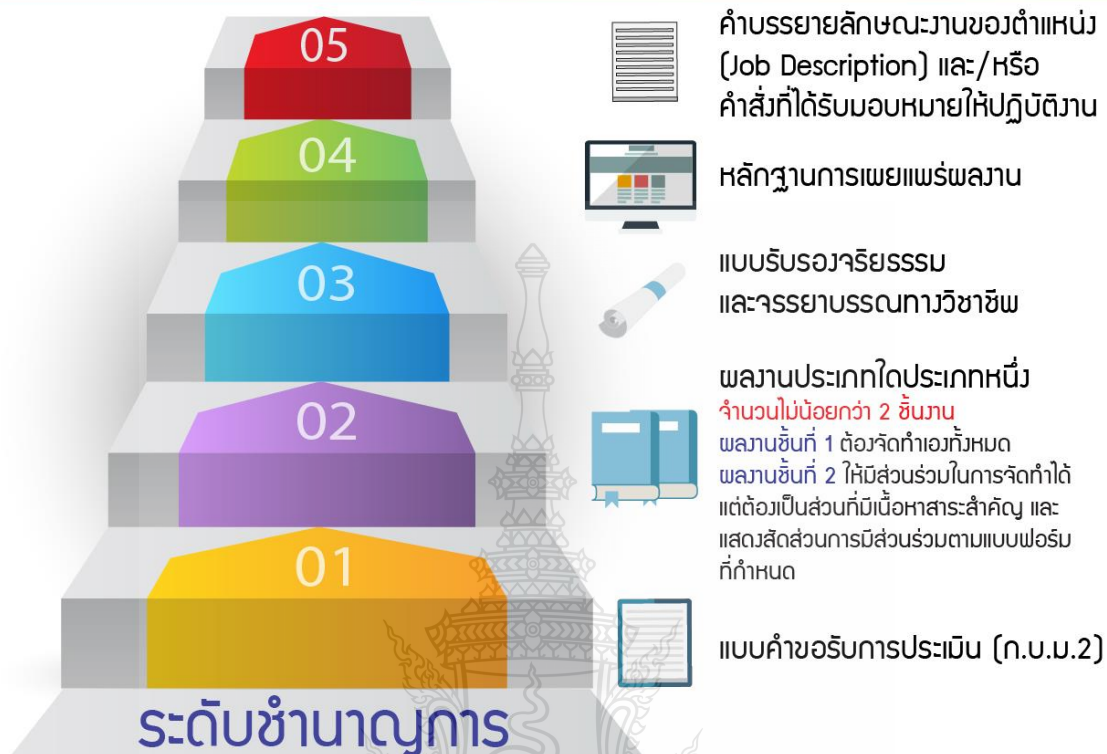 05
คำบรรยายลักษณะงานของตำแหน่ง
(Job Description) และ/หรือ
คำสั่งที่ได้รับมอบหมายให้ปฏิบัติงาน
04
หลักฐานการเผยแพร่ผลงาน
03
แบบรับรองจริยธรรม
และจรรยาบรรณทางวิชาชีพ
02
ผลงานประเภทใดประเภทหนึ่ง
จำนวนไม่น้อยกว่า 2 ชิ้นงาน
ผลงานชิ้นที่ 1 ต้องจัดทำเองทั้งหมด
ผลงานชิ้นที่ 2 ให้มีส่วนร่วมในการจัดทำได้
แต่ต้องเป็นส่วนที่มีเนื้อหาสาระสำคัญ และ
แสดงสัดส่วนการมีส่วนร่วมตามแบบฟอร์ม
ที่กำหนด
01
แบบคำขอรับการประเมิน (ก.บ.ม.2)
ระดับชำนาญการ